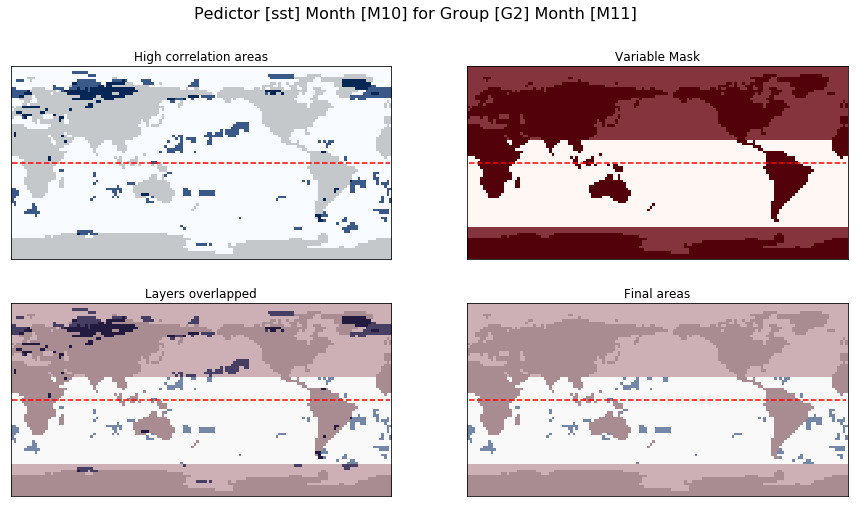 Pedictor [sst] Month [M10] for Group [G2] Month [M11]
High correlation areas
Variable Mask
Layers overlapped
Final areas